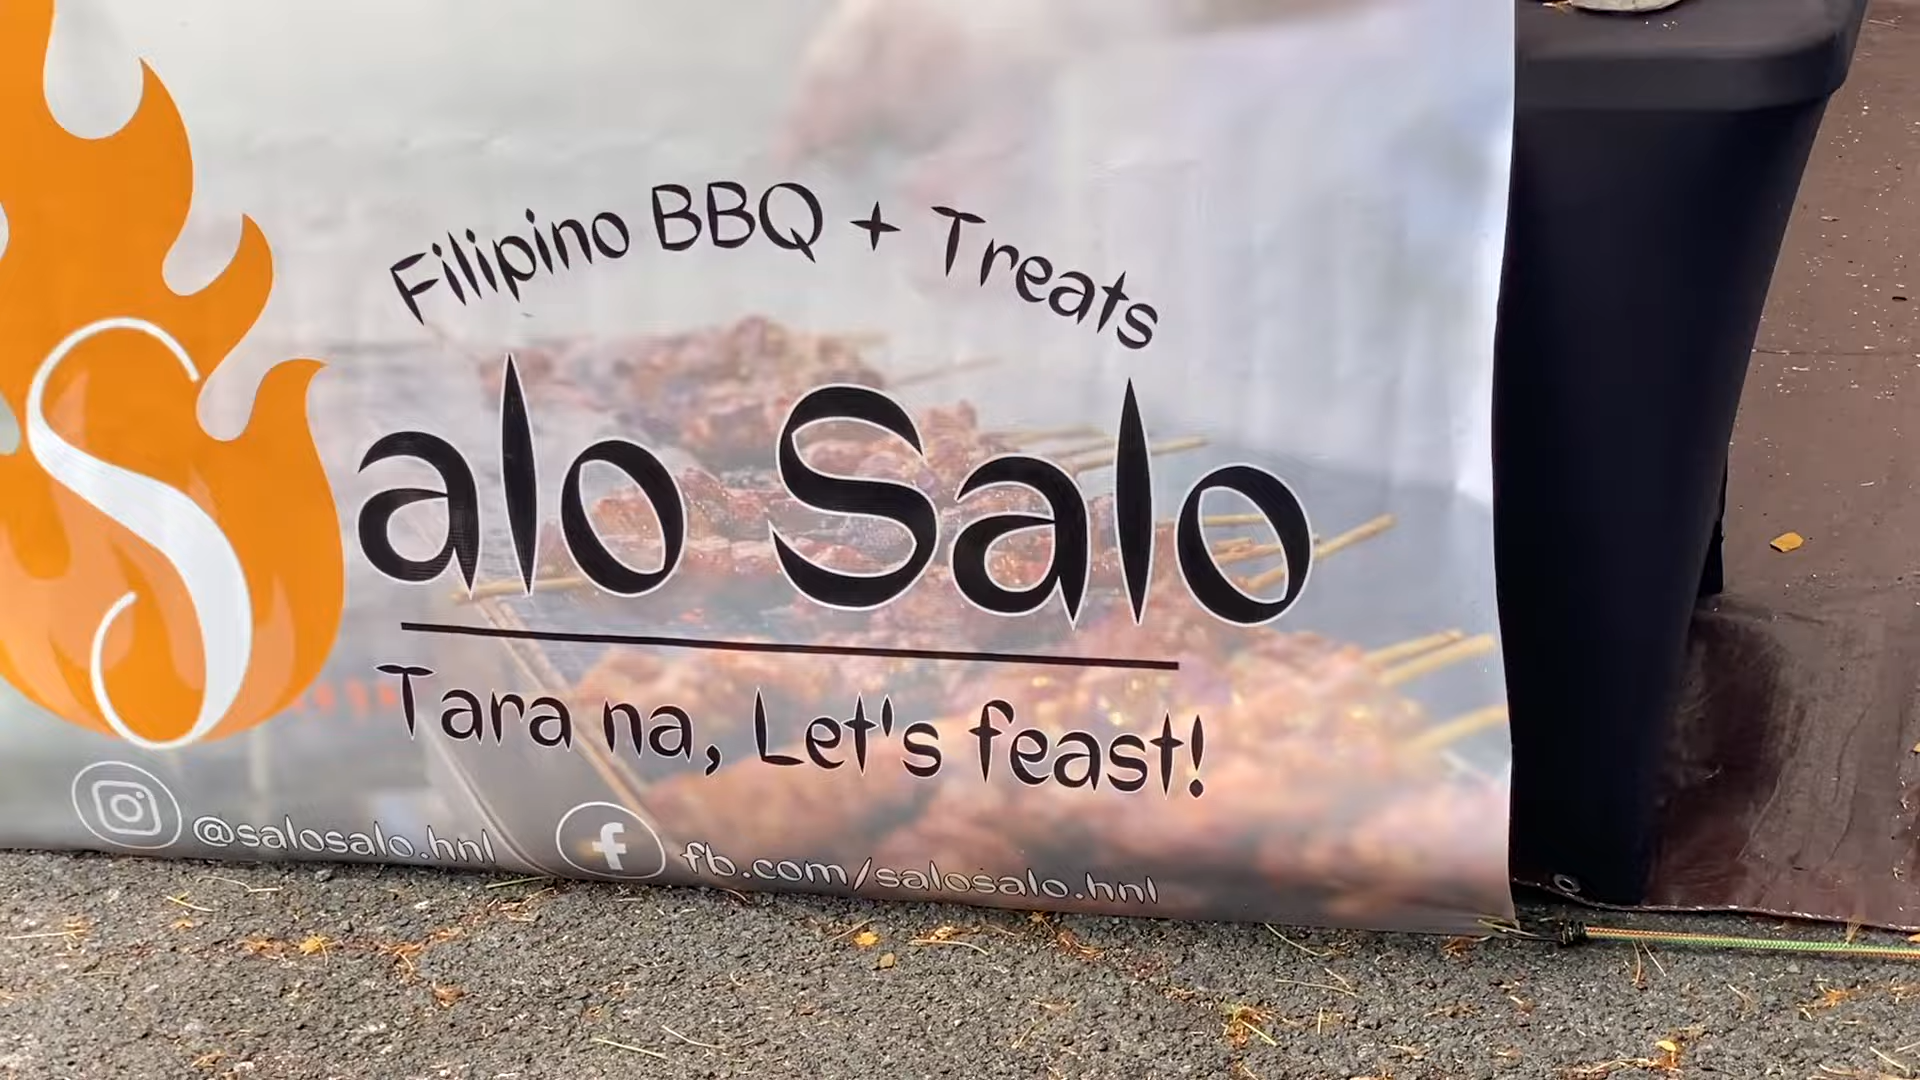 Filipino BBQ + Treats
Salo Salo
Tara na, Let's feast!
@salosalo.hnl
fb.com/salosalo.hnl